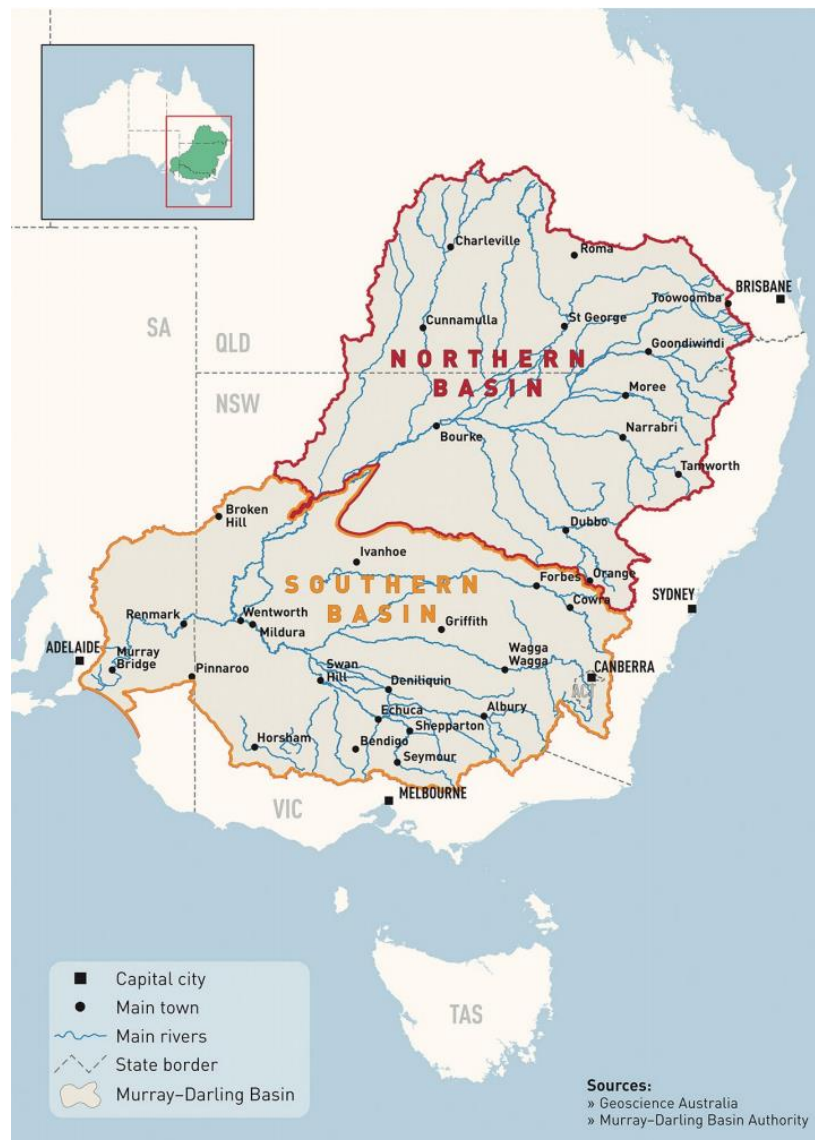 Charleville
Roma
BRISBANE
Toowoomba
Cunnamulla
St George
SA
QLD
Goondiwindi
NORTHERN
BASIN
NSW
Moree
Bourke
Narrabri
Tamworth
Broken
Hill
Dubbo
Ivanhoe
Orange
SOUTHERN
BASIN
Forbes
SYDNEY
Cowra
Renmark
Wentworth
Mildura
Griffith
ADELAIDE
Murray
Bridge
Pinnaroo
Swan
Hill
Wagga
Wagga
CANBERRA
ACT
Deniliquin
Echuca
Albury
Shepparton
Horsham
Bendigo
Seymour
MELBOURNE
VIC
TAS
Capital city
Main town
Main rivers
State border
Murray–Darling Basin
Sources:
» Geoscience Australia
» Murray–Darling Basin Authority